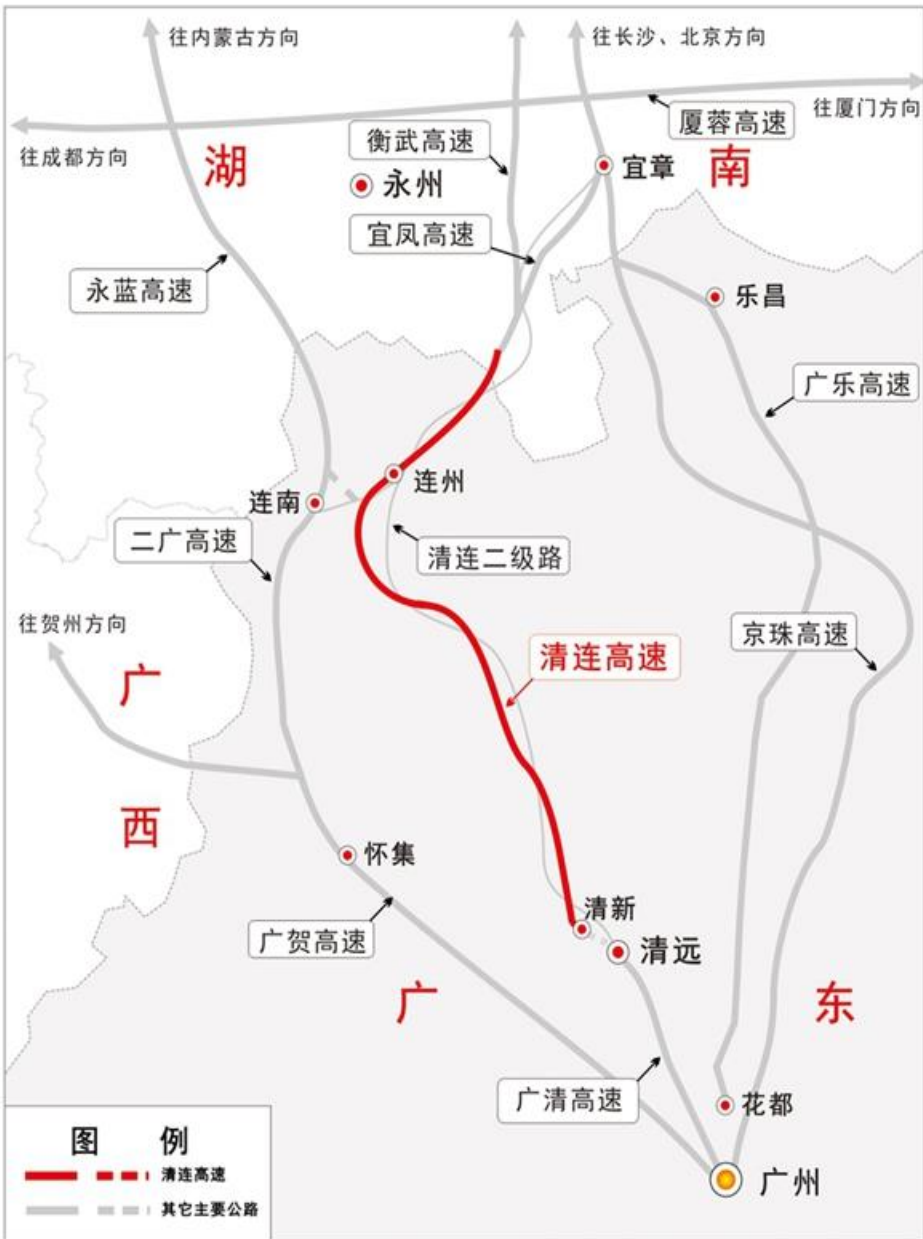 往内蒙古方向
往长沙、北京方向
往厦门方向
厦蓉高速
往成都方向
湖
衡武高速
南
永州
宜章
宜凤高速
永蓝高速
乐昌
广乐高速
连州
连南
二广高速
清连二级路
往贺州方向
清连高速
京珠高速
广
西
怀集
清新
广贺高速
清远
广
东
广清高速
花都
广州
图 例
清连高速
其它主要公路